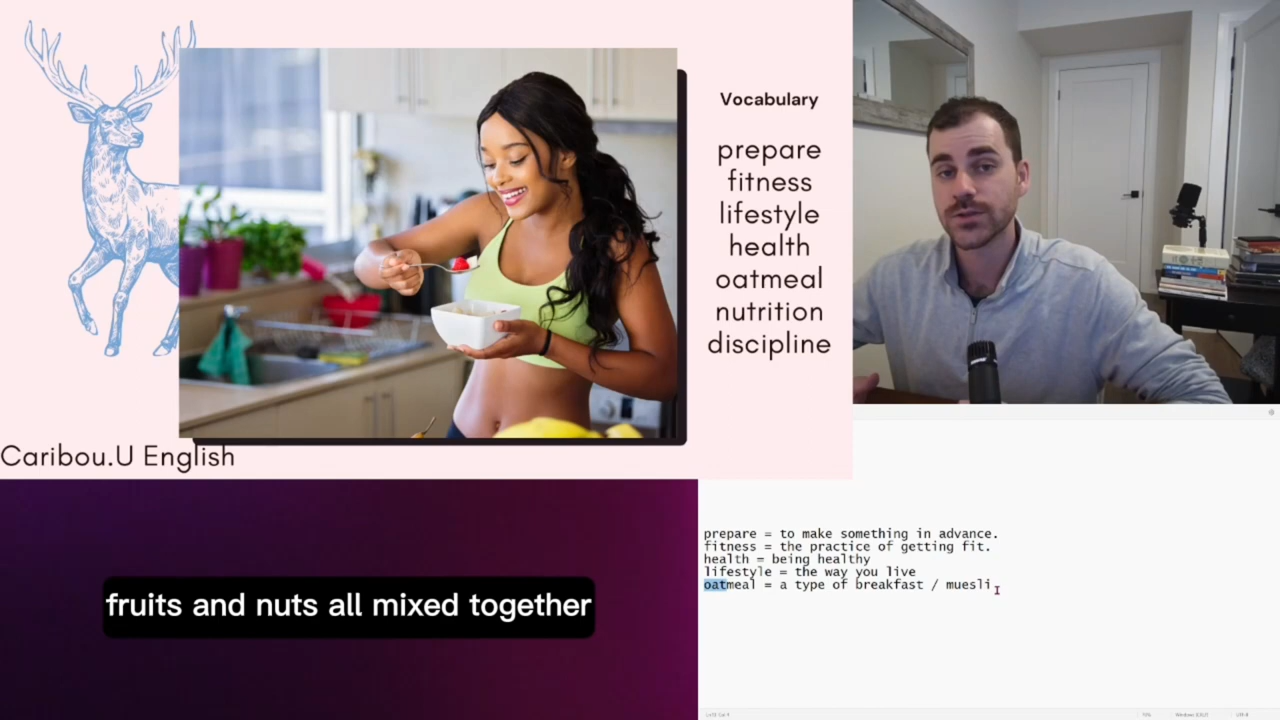 Vocabulary
prepare
fitness
lifestyle
health
oatmeal
nutrition
discipline
Caribou.U English
fruits and nuts all mixed together
prepare = to make something in advance.
fitness = the practice of getting fit.
health = being healthy
lifestyle = the way you live
oatmeal = a type of breakfast / muesli